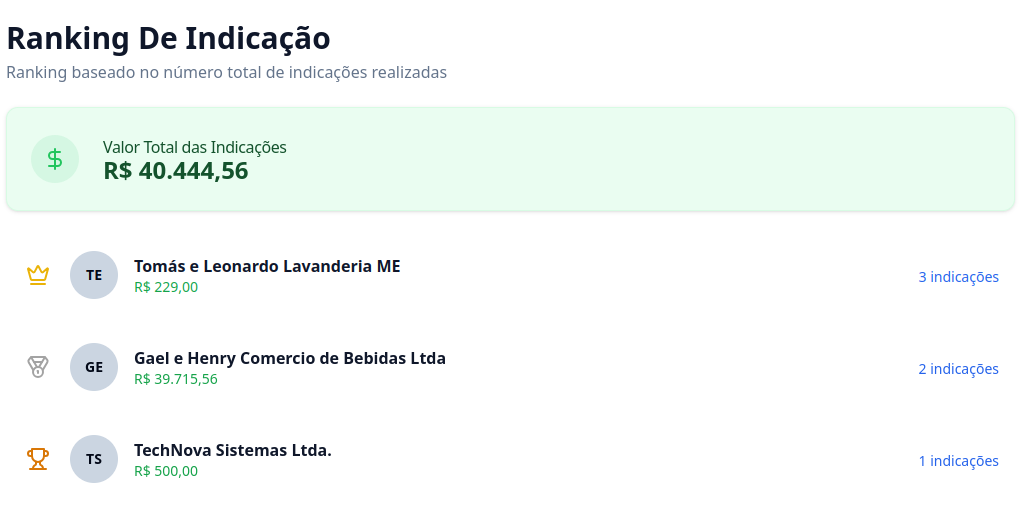 Ranking De Indicação
Ranking baseado no número total de indicações realizadas
Valor Total das Indicações
R$ 40.444,56
TE
Tomás e Leonardo Lavanderia ME
R$ 229,00
3 indicações
GE
Gael e Henry Comercio de Bebidas Ltda
R$ 39.715,56
2 indicações
TS
TechNova Sistemas Ltda.
R$ 500,00
1 indicações